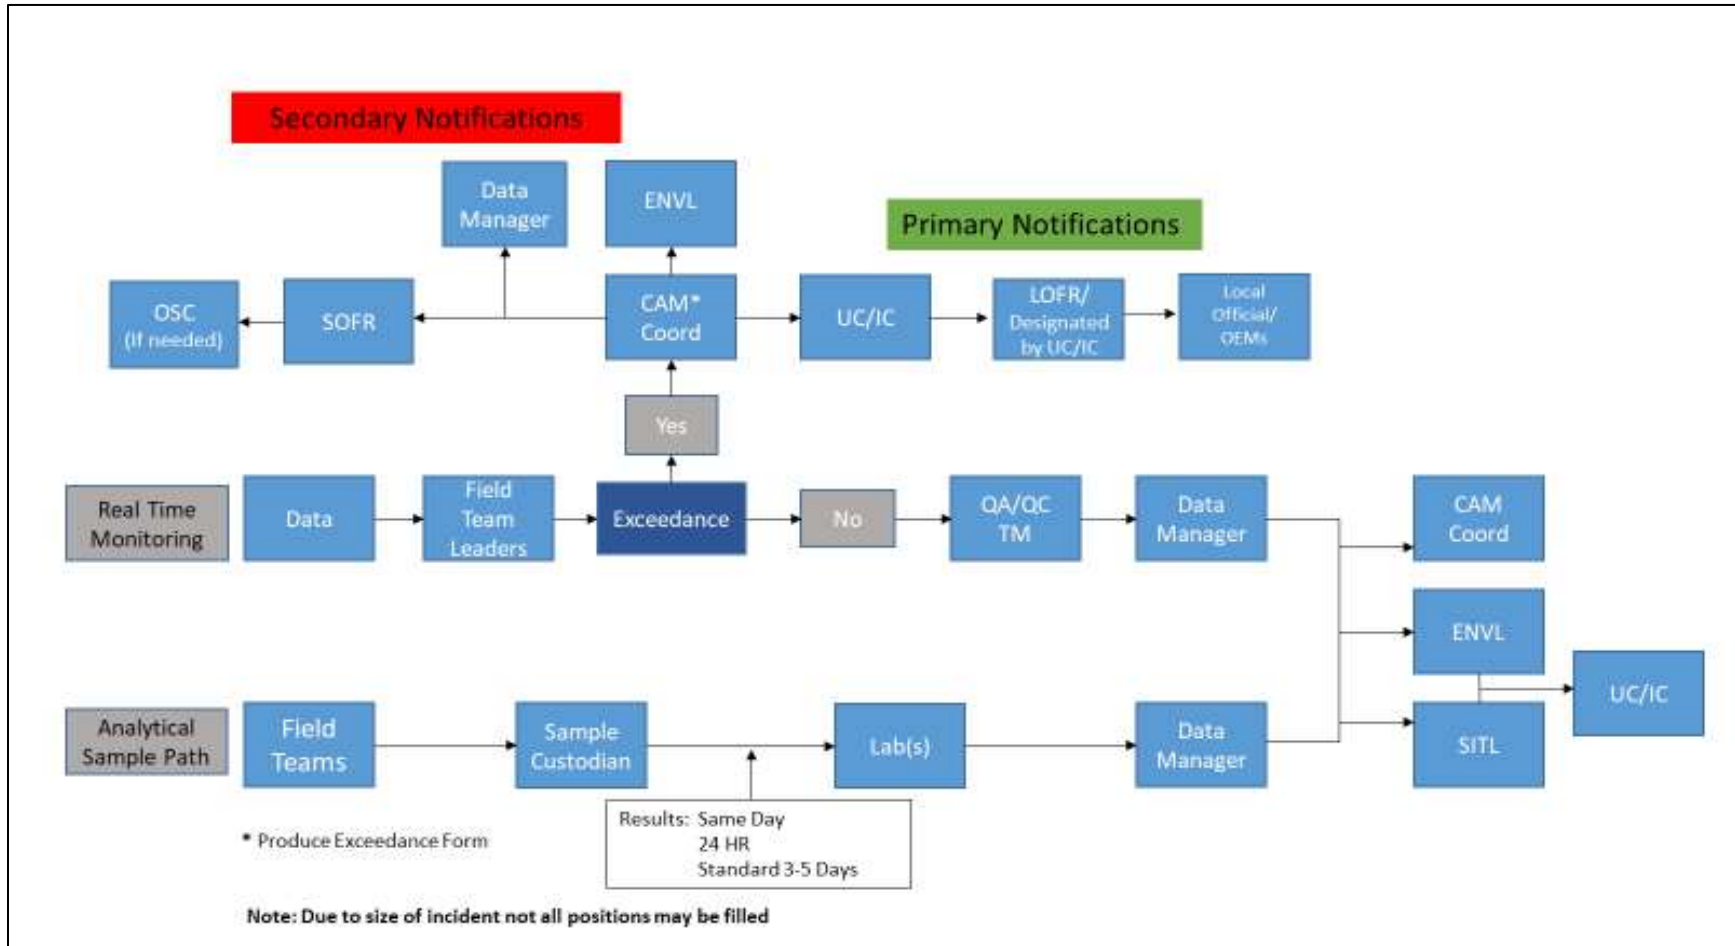 Secondary Notifications
Data
Manager
ENVL
Primary Notifications
OSC
(If needed)
SOFR
CAM*
Coord
UC/IC
LOFR/
Designated
by UC/IC
Local
Official/
OEMs
Yes
Real Time
Monitoring
Data
Field
Team
Leaders
Exceedance
No
QA/QC
TM
Data
Manager
CAM
Coord
ENVL
UC/IC
Analytical
Sample Path
Field
Teams
Sample
Custodian
Lab(s)
Data
Manager
SITL
Results: Same Day
24 HR
Standard 3-5 Days
* Produce Exceedance Form
Note: Due to size of incident not all positions may be filled